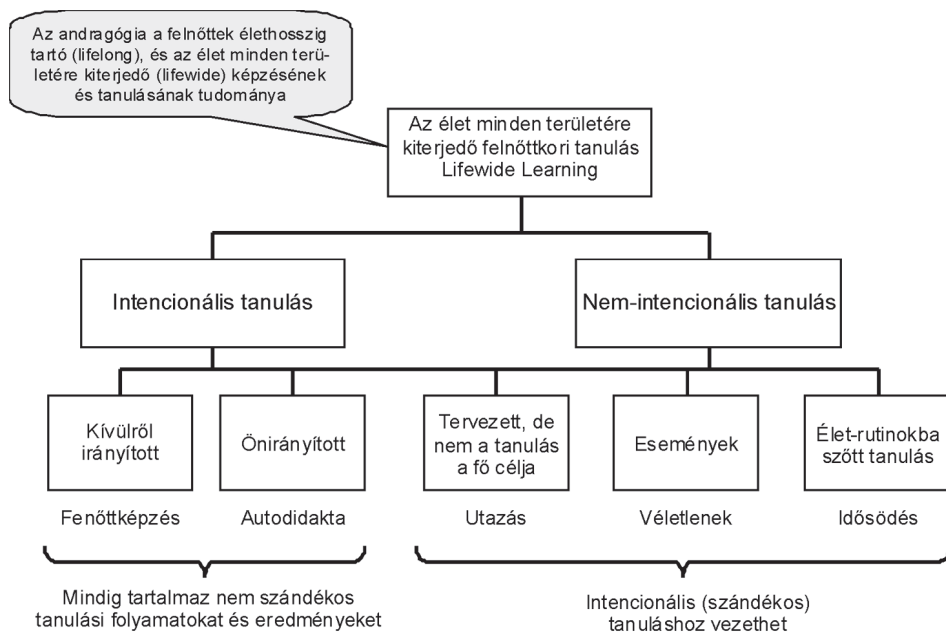 Az andragógia a felnőttek élethosszig
tartó (lifelong), és az élet minden terü-
letére kiterjedő (lifewide) képzésének
és tanulásának tudománya
Az élet minden területére
kiterjedő felnőttkori tanulás
Lifewide Learning
Intencionális tanulás
Nem-intencionális tanulás
Kívülről
irányított
Önirányított
Tervezett, de
nem a tanulás
a fő célja
Események
Élet-rutinokba
szőtt tanulás
Fenőttképzés
Autodidakta
Utazás
Véletlenek
Idősödés
Mindig tartalmaz nem szándékos
tanulási folyamatokat és eredményeket
Intencionális (szándékos)
tanuláshoz vezethet